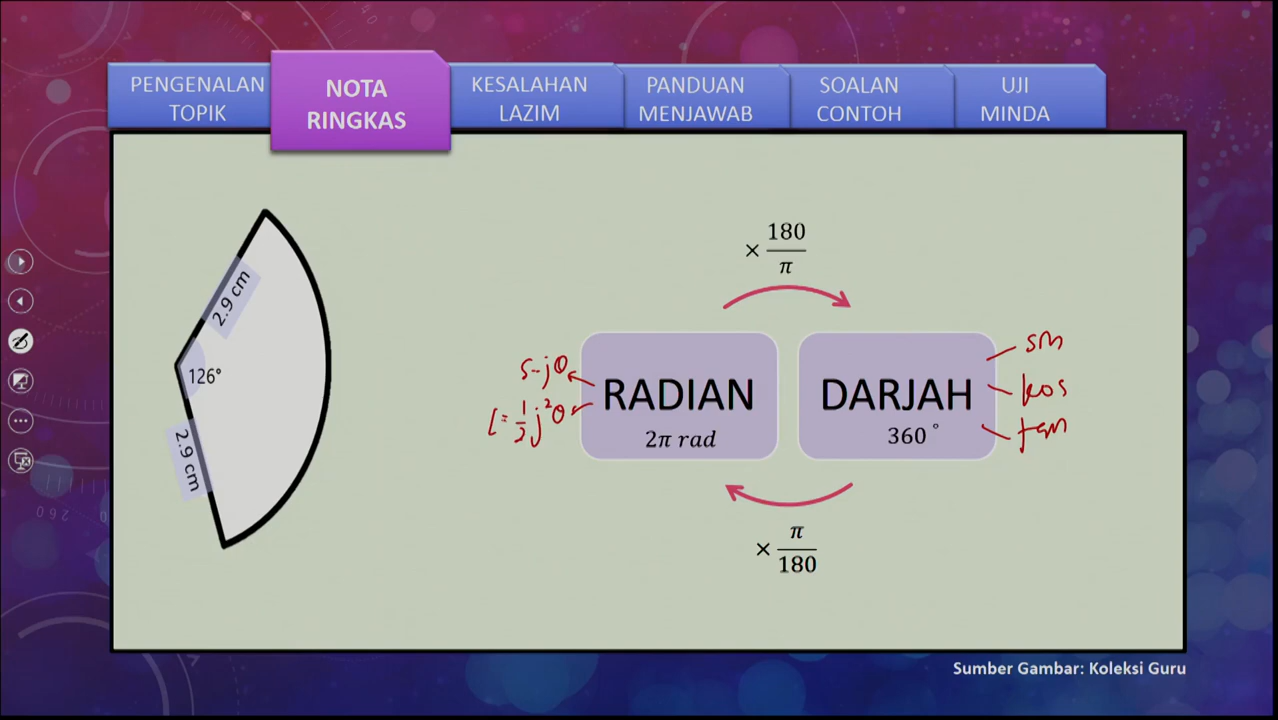 PENGENALAN TOPIK
NOTA RINGKAS
KESALAHAN LAZIM
PANDUAN MENJAWAB
SOALAN CONTOH
UJI MINDA
× 180/π
2.9 cm
126°
2.9 cm
s=jθ
L=½j²θ
RADIAN
2π rad
DARJAH
360°
sin
kos
tan
× π/180
Sumber Gambar: Koleksi Guru